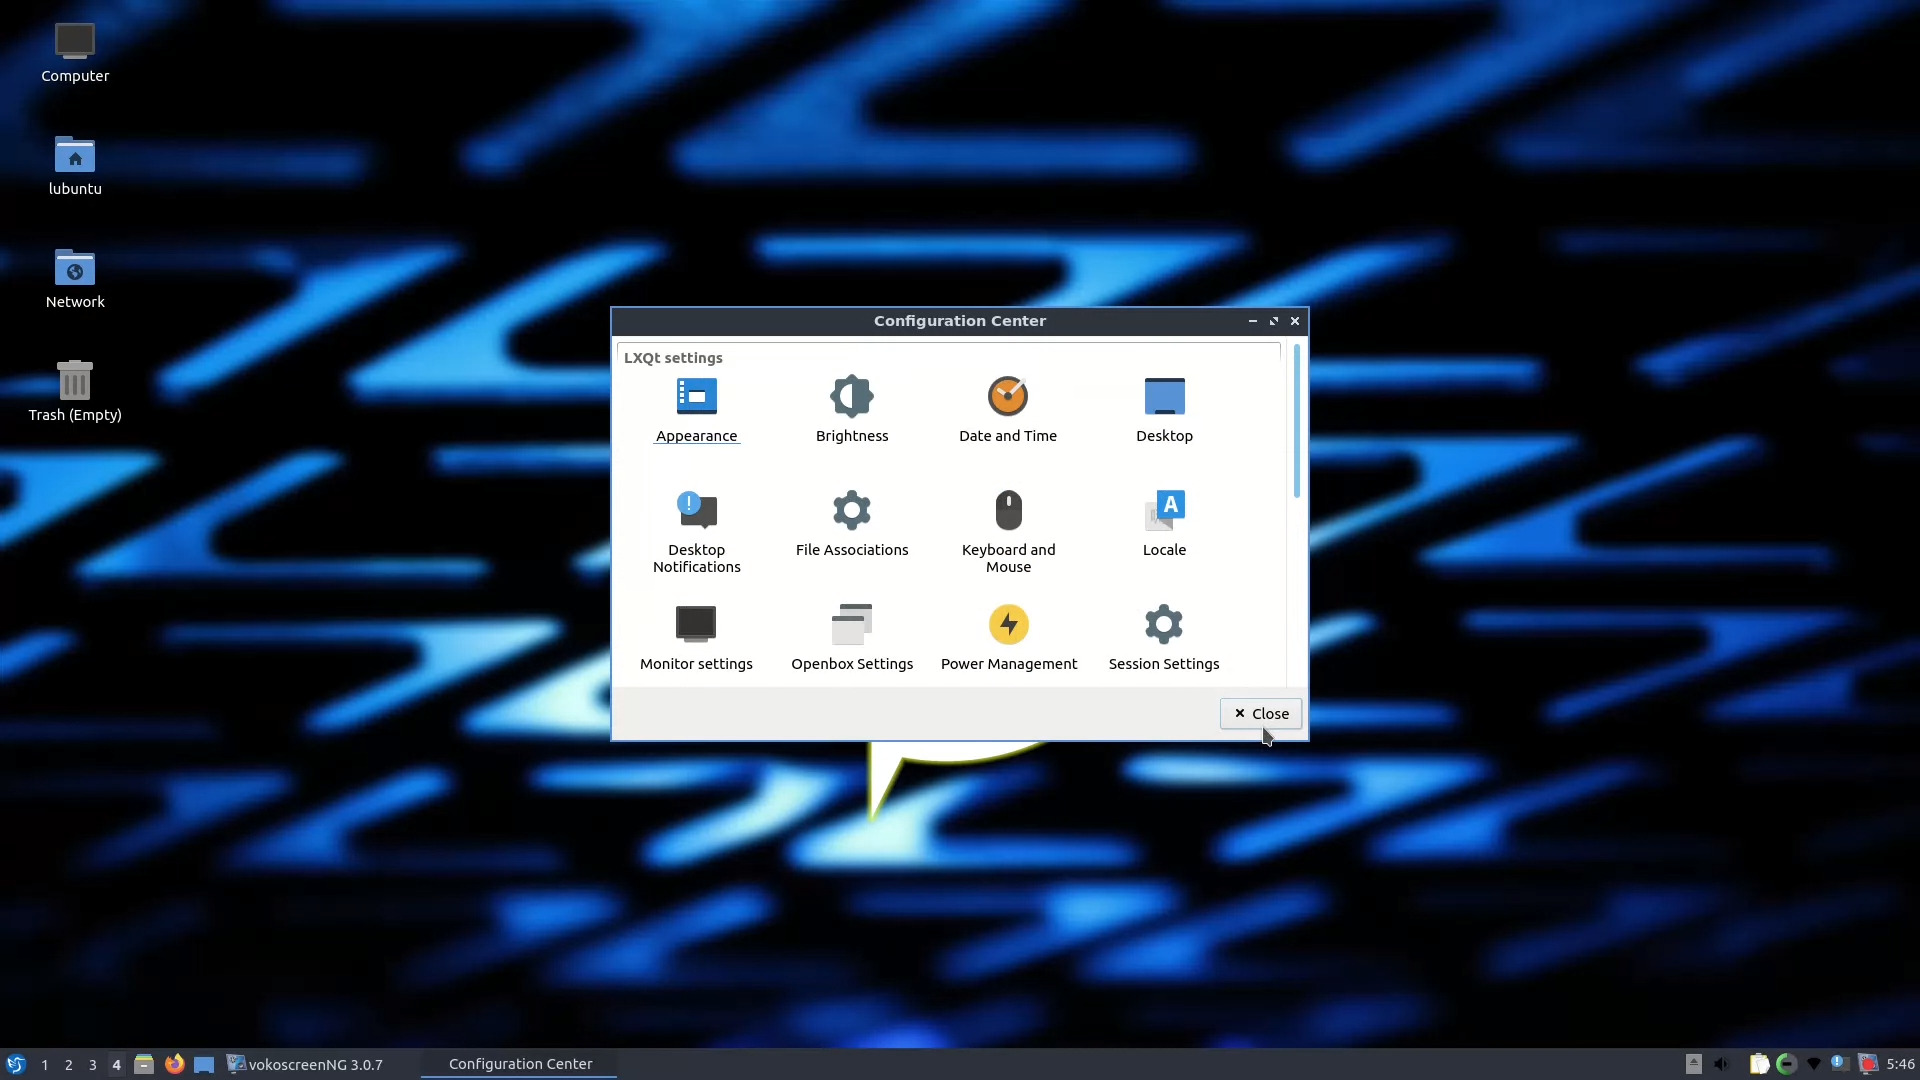 Computer
lubuntu
Network
Trash (Empty)
Configuration Center
LXQt settings
Appearance
Brightness
Date and Time
Desktop
Desktop
Notifications
File Associations
Keyboard and
Mouse
Locale
Monitor settings
Openbox Settings
Power Management
Session Settings
Close
1 2 3 4 vokoscreenNG 3.0.7 Configuration Center 5:46